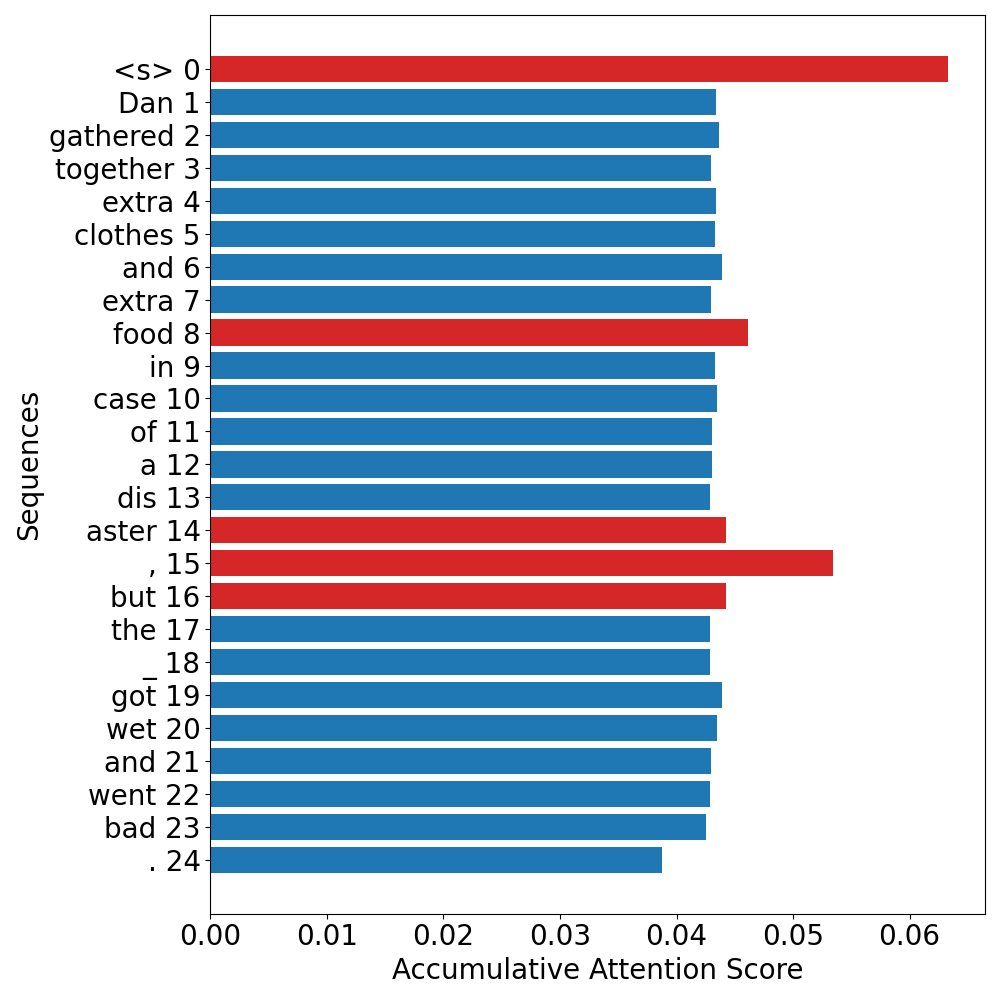 <s> 0
Dan 1
gathered 2
together 3
extra 4
clothes 5
and 6
extra 7
food 8
in 9
case 10
of 11
a 12
dis 13
aster 14
, 15
but 16
the 17
_ 18
got 19
wet 20
and 21
went 22
bad 23
. 24
Sequences
0.00 0.01 0.02 0.03 0.04 0.05 0.06
Accumulative Attention Score